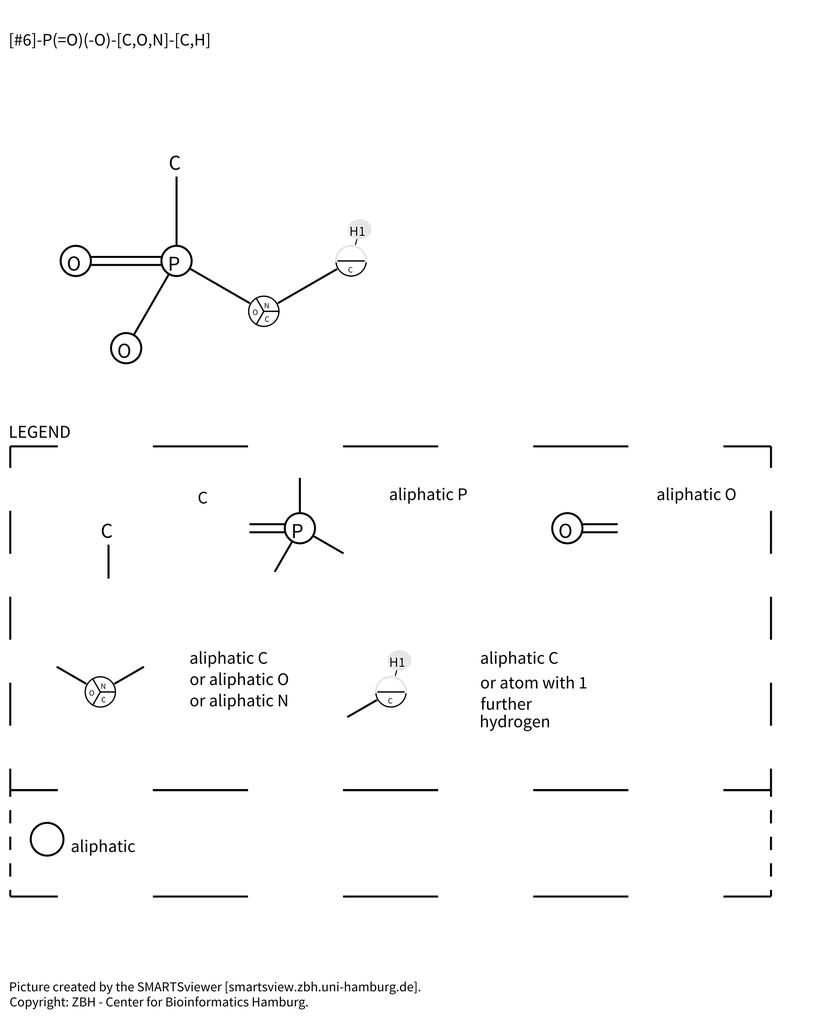 [#6]-P(=O)(-O)-[C,O,N]-[C,H]
C
H1
O
P
C
N
O
C
O
LEGEND
C
aliphatic P
aliphatic O
C
P
O
aliphatic C
or aliphatic O
or aliphatic N
N
O
C
H1
C
aliphatic C
or atom with 1
further
hydrogen
aliphatic
Picture created by the SMARTSviewer [smartsview.zbh.uni-hamburg.de].
Copyright: ZBH - Center for Bioinformatics Hamburg.